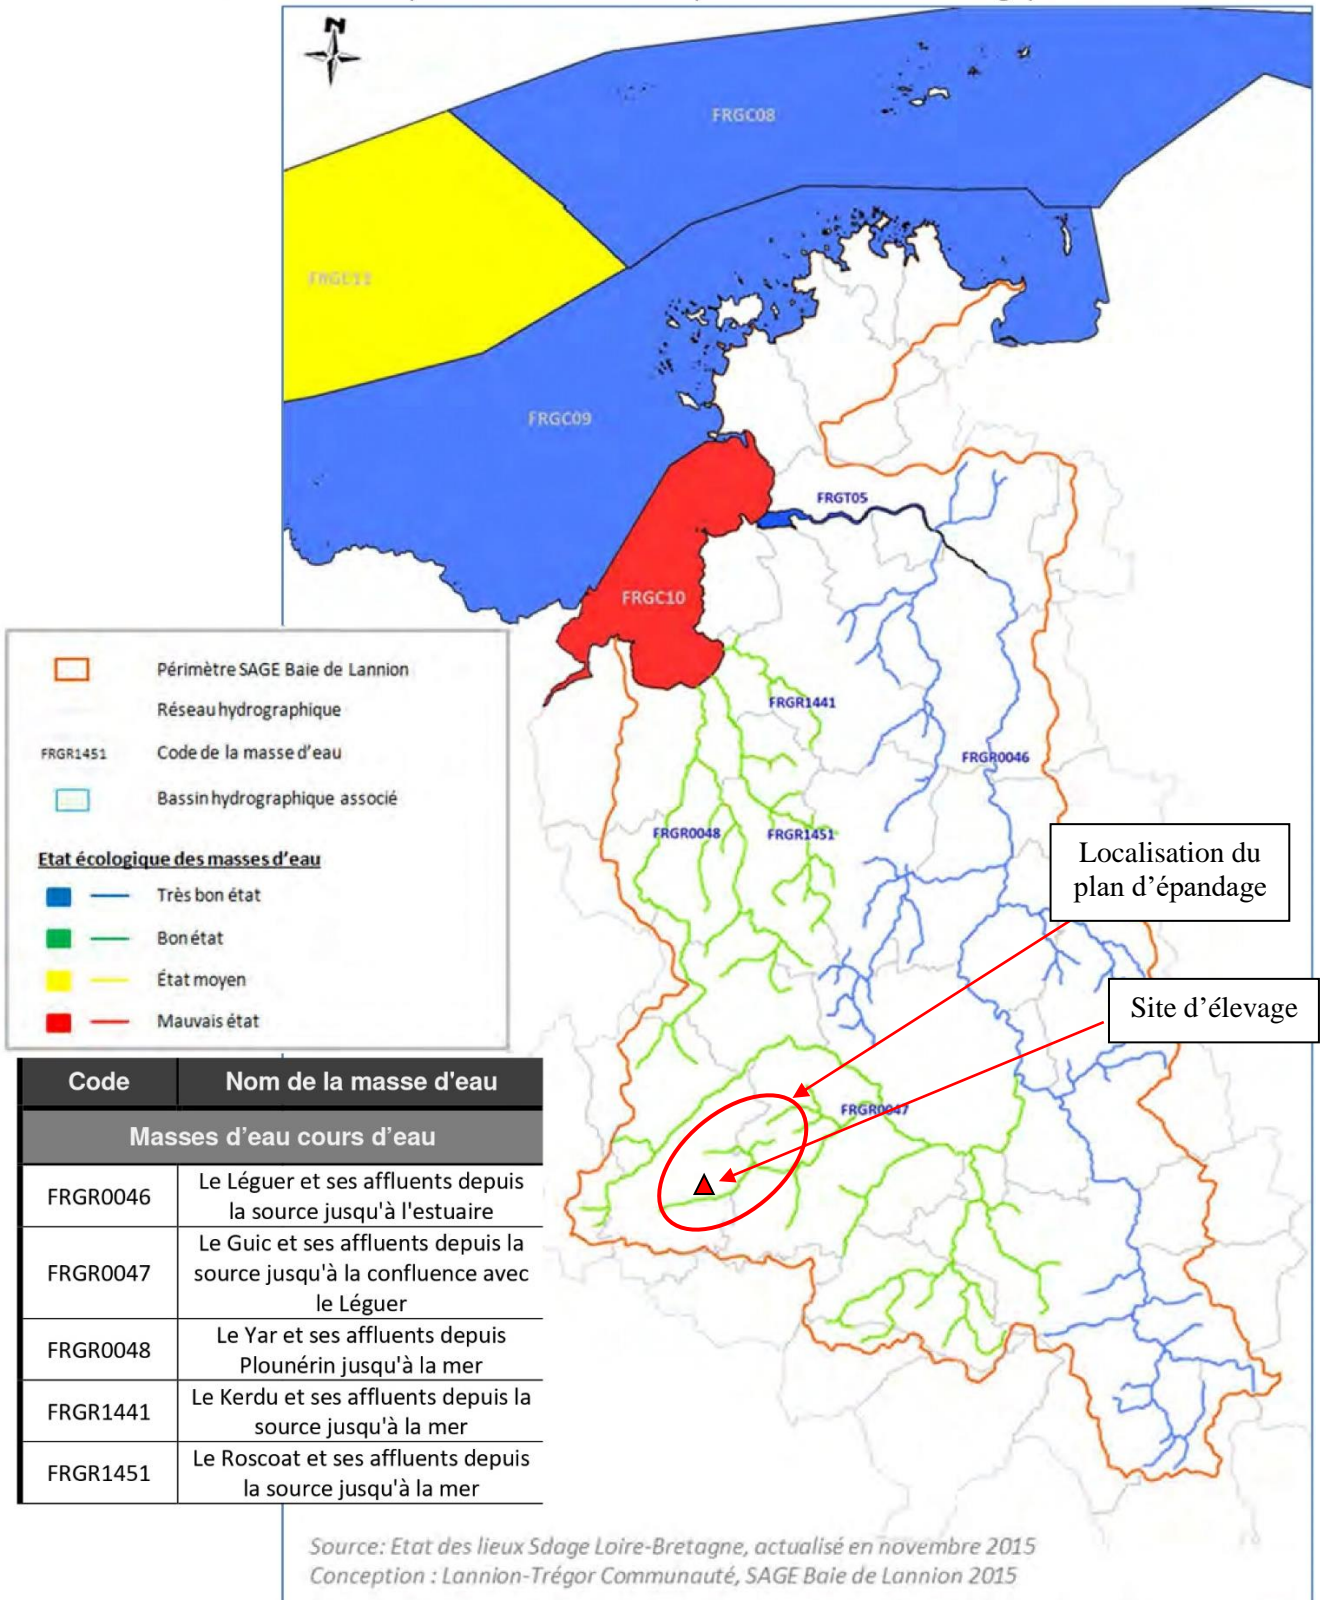 N
FRGC08
FRGC11
FRGC09
FRGT05
FRGC10
Périmètre SAGE Baie de Lannion
Réseau hydrographique
FRGR1451 Code de la masse d'eau
Bassin hydrographique associé
Etat écologique des masses d'eau
Très bon état
Bon état
État moyen
Mauvais état
FRGR1441
FRGR0046
FRGR0048
FRGR1451
Localisation du
plan d'épandage
Site d'élevage
FRGR0047
Code Nom de la masse d'eau
Masses d'eau cours d'eau
FRGR0046 Le Léguer et ses affluents depuis
la source jusqu'à l'estuaire
FRGR0047 Le Guic et ses affluents depuis la
source jusqu'à la confluence avec
le Léguer
FRGR0048 Le Yar et ses affluents depuis
Plounérin jusqu'à la mer
FRGR1441 Le Kerdu et ses affluents depuis la
source jusqu'à la mer
FRGR1451 Le Roscoat et ses affluents depuis
la source jusqu'à la mer
Source: Etat des lieux Sdage Loire-Bretagne, actualisé en novembre 2015
Conception : Lannion-Trégor Communauté, SAGE Baie de Lannion 2015